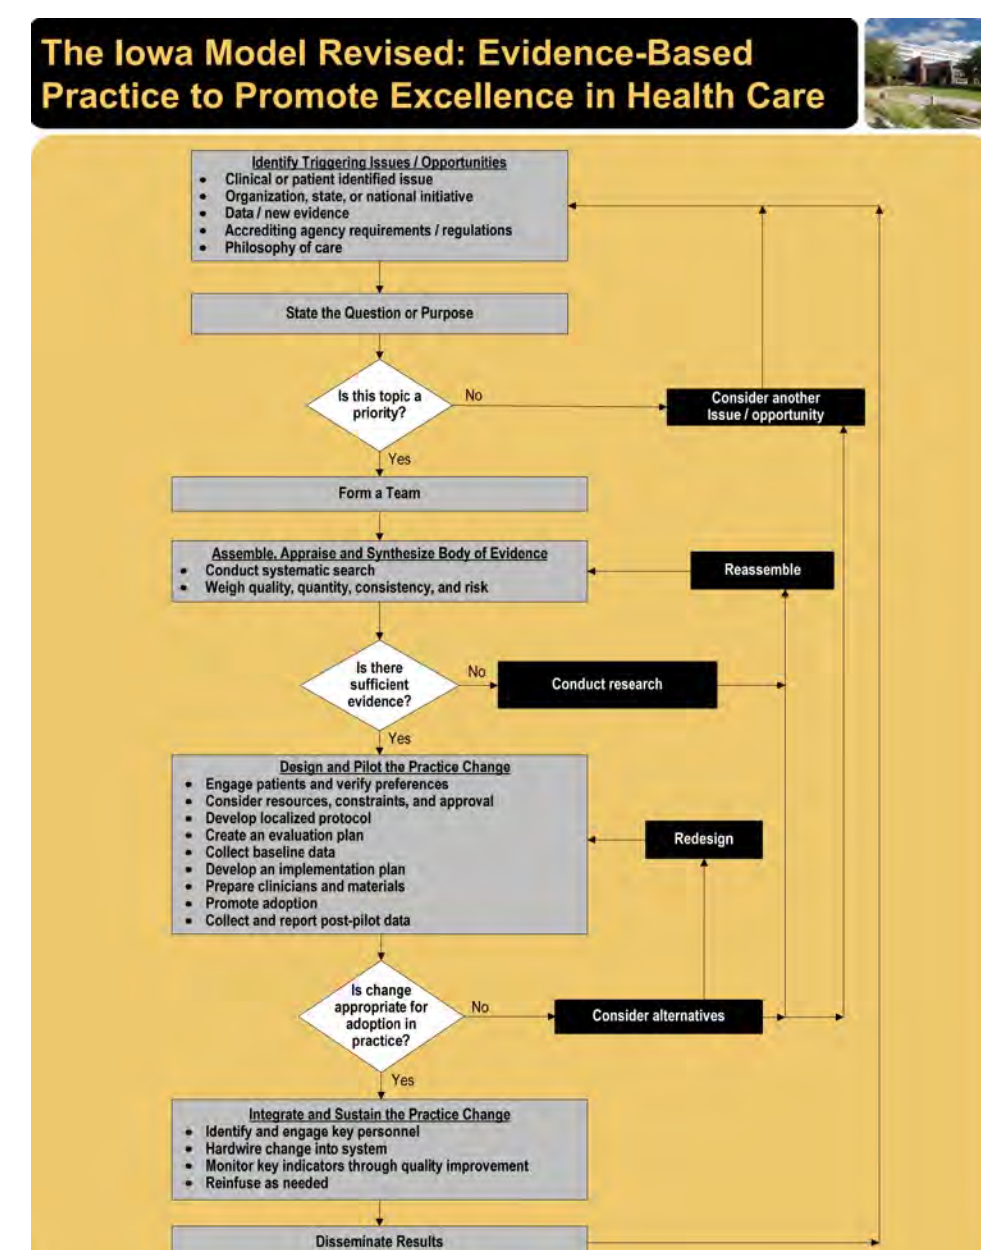 The Iowa Model Revised: Evidence-Based
Practice to Promote Excellence in Health Care
Identify Triggering Issues / Opportunities
• Clinical or patient identified issue
• Organization, state, or national initiative
• Data / new evidence
• Accrediting agency requirements / regulations
• Philosophy of care
State the Question or Purpose
Is this topic a
priority?
No
Consider another
Issue / opportunity
Yes
Form a Team
Assemble, Appraise and Synthesize Body of Evidence
• Conduct systematic search
• Weigh quality, quantity, consistency, and risk
Reassemble
Is there
sufficient
evidence?
No
Conduct research
Yes
Design and Pilot the Practice Change
• Engage patients and verify preferences
• Consider resources, constraints, and approval
• Develop localized protocol
• Create an evaluation plan
• Collect baseline data
• Develop an implementation plan
• Prepare clinicians and materials
• Promote adoption
• Collect and report post-pilot data
Redesign
Is change
appropriate for
adoption in
practice?
No
Consider alternatives
Yes
Integrate and Sustain the Practice Change
• Identify and engage key personnel
• Hardwire change into system
• Monitor key indicators through quality improvement
• Reinfuse as needed
Disseminate Results